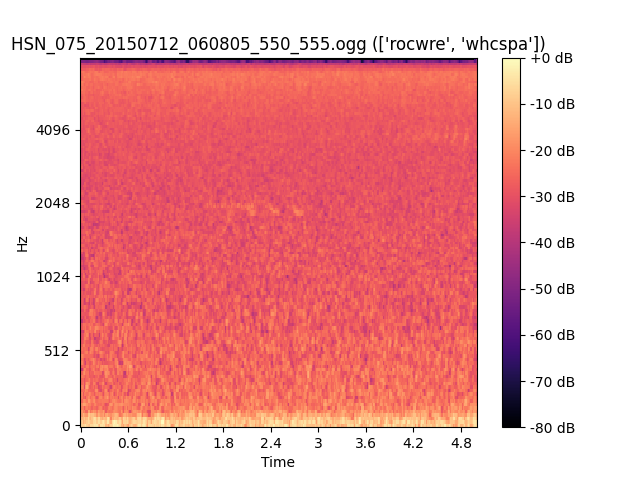 HSN_075_20150712_060805_550_555.ogg (['rocwre', 'whcspa'])
+0 dB
-10 dB
-20 dB
-30 dB
-40 dB
-50 dB
-60 dB
-70 dB
-80 dB
4096
2048
1024
512
0
Hz
0 0.6 1.2 1.8 2.4 3 3.6 4.2 4.8
Time